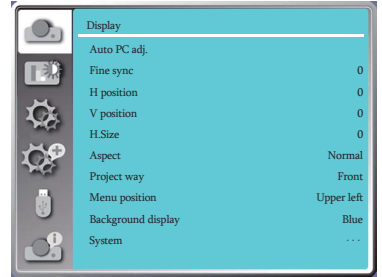 Display
Auto PC adj.
Fine sync 0
H position 0
V position 0
H.Size 0
Aspect Normal
Project way Front
Menu position Upper left
Background display Blue
System ···